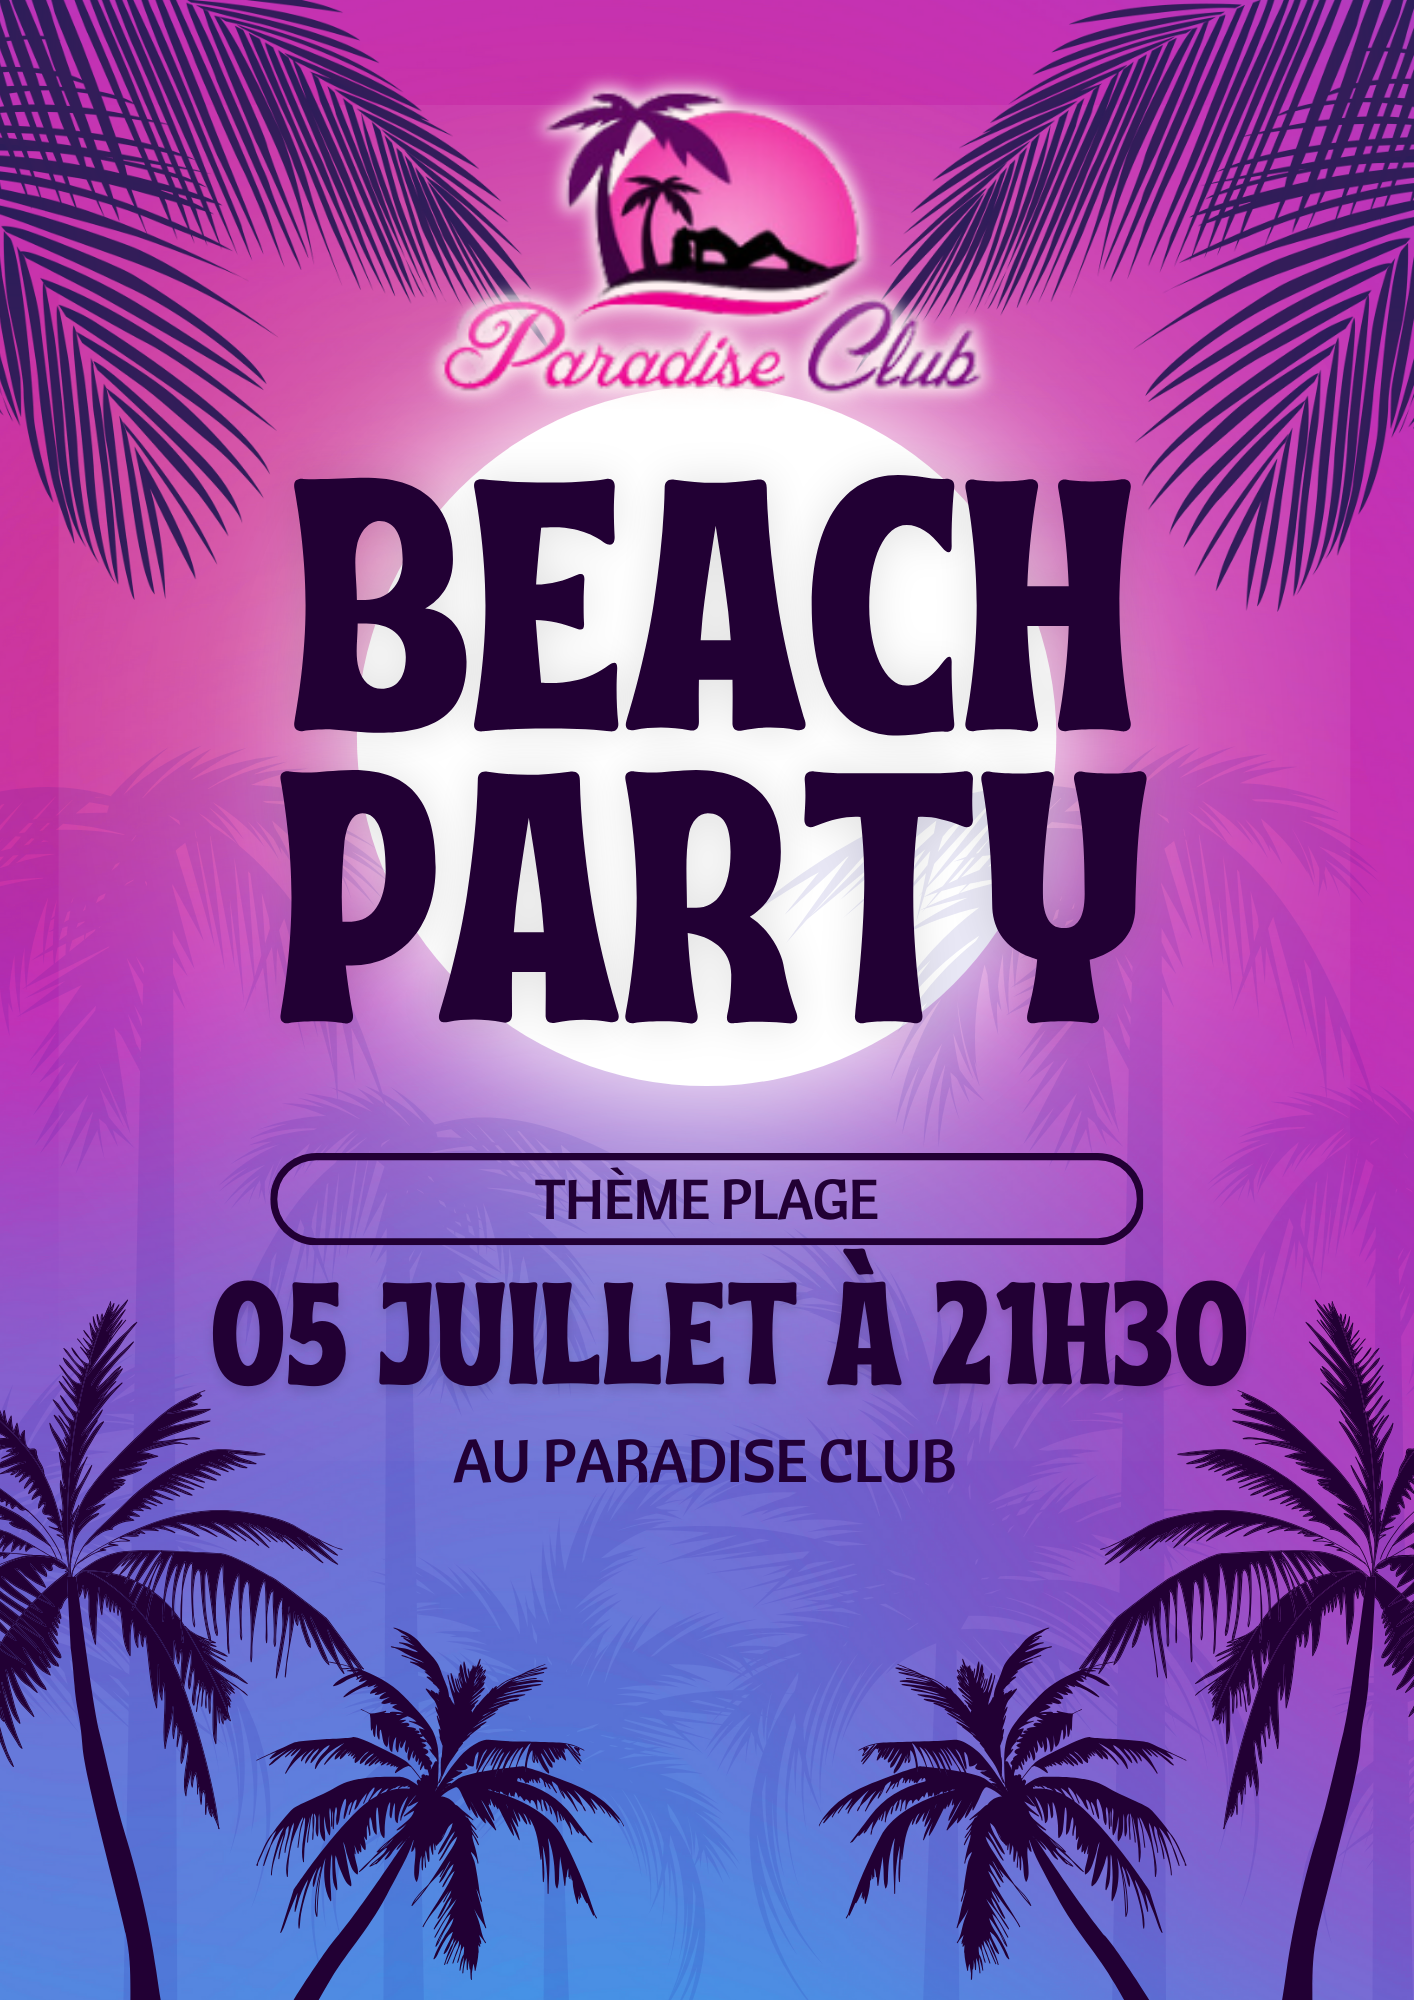 Paradise Club
BEACH
PARTY
THÈME PLAGE
05 JUILLET À 21H30
AU PARADISE CLUB